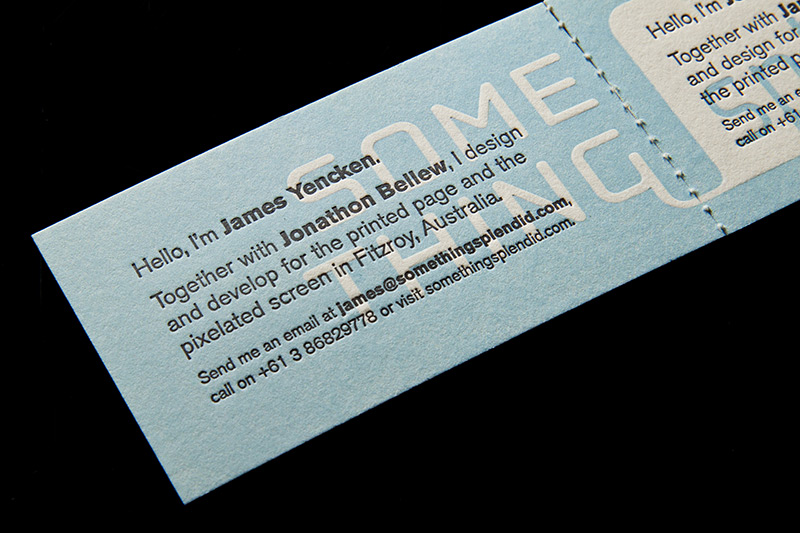 SOME
THING
Hello, I'm James Yencken.
Together with Jonathon Bellew, I design
and develop for the printed page and the
pixelated screen in Fitzroy, Australia.
Send me an email at james@somethingsplendid.com,
call on +61 3 86829778 or visit somethingsplendid.com.
Hello, I'm
Together with
and design for
the printed
Send me an
call on +61